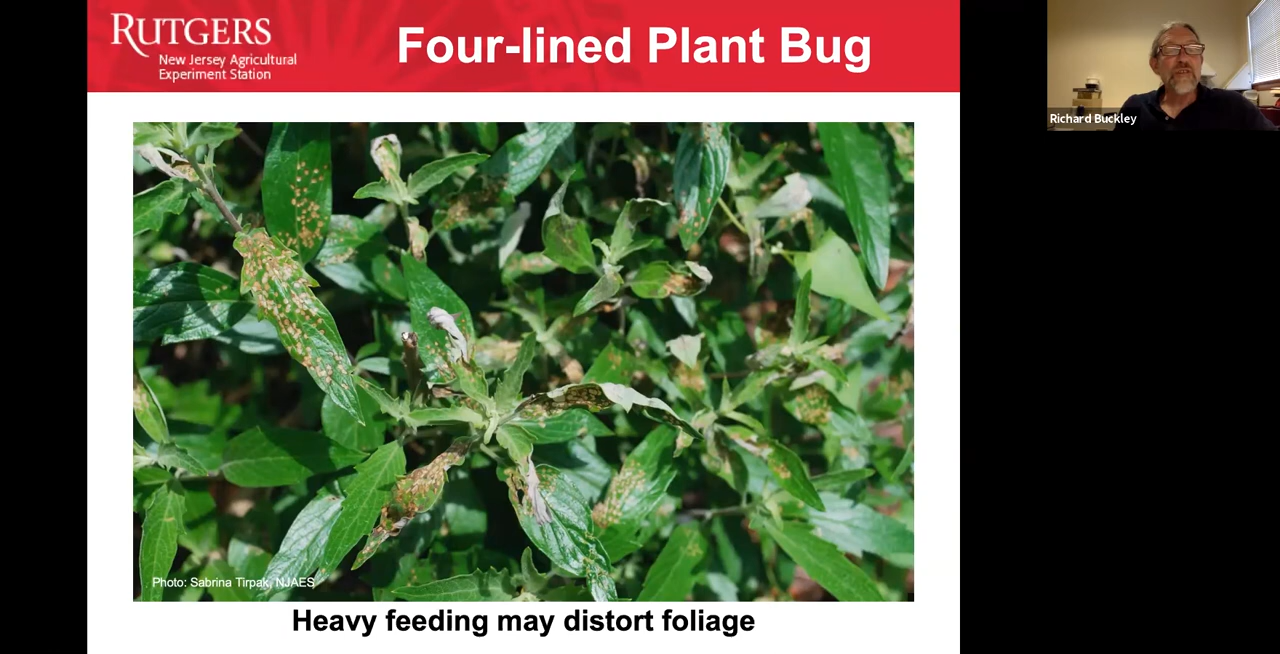 RUTGERS
New Jersey Agricultural
Experiment Station
Four-lined Plant Bug
Richard Buckley
Photo: Sabrina Tirpak, NJAES
Heavy feeding may distort foliage